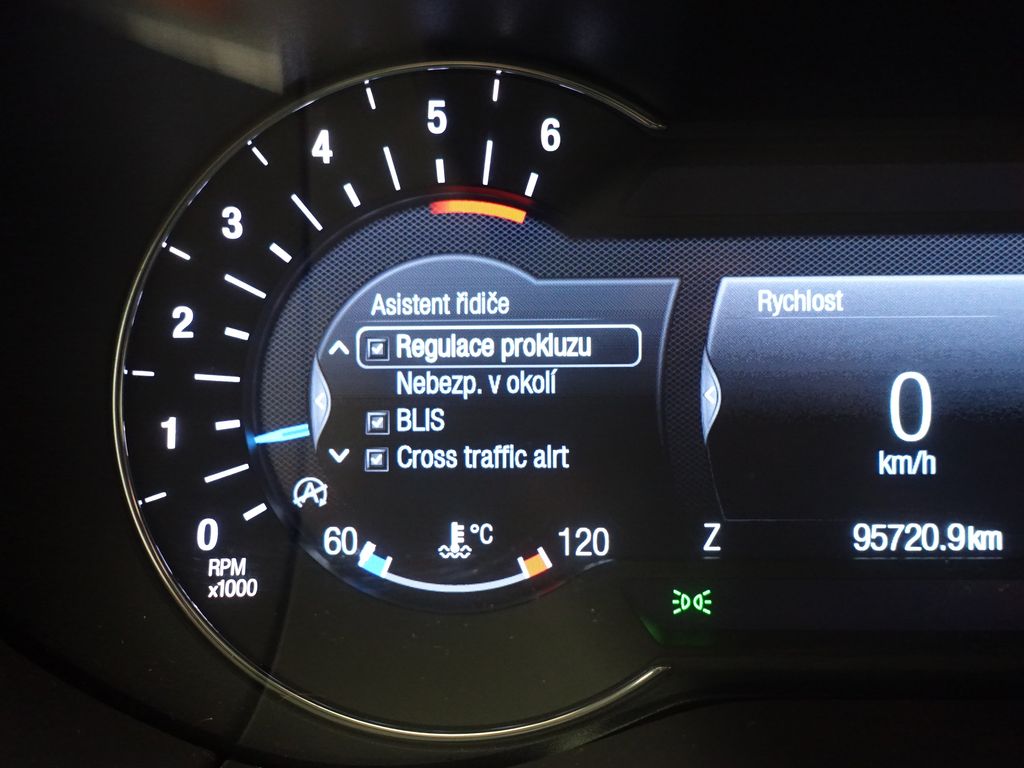 6
5
4
3
2
1
0
RPM
x1000
Asistent řidiče
Regulace prokluzu
Nebezp. v okolí
BLIS
Cross traffic alrt
A
60
°C
120
Rychlost
0
km/h
Z
95720.9km